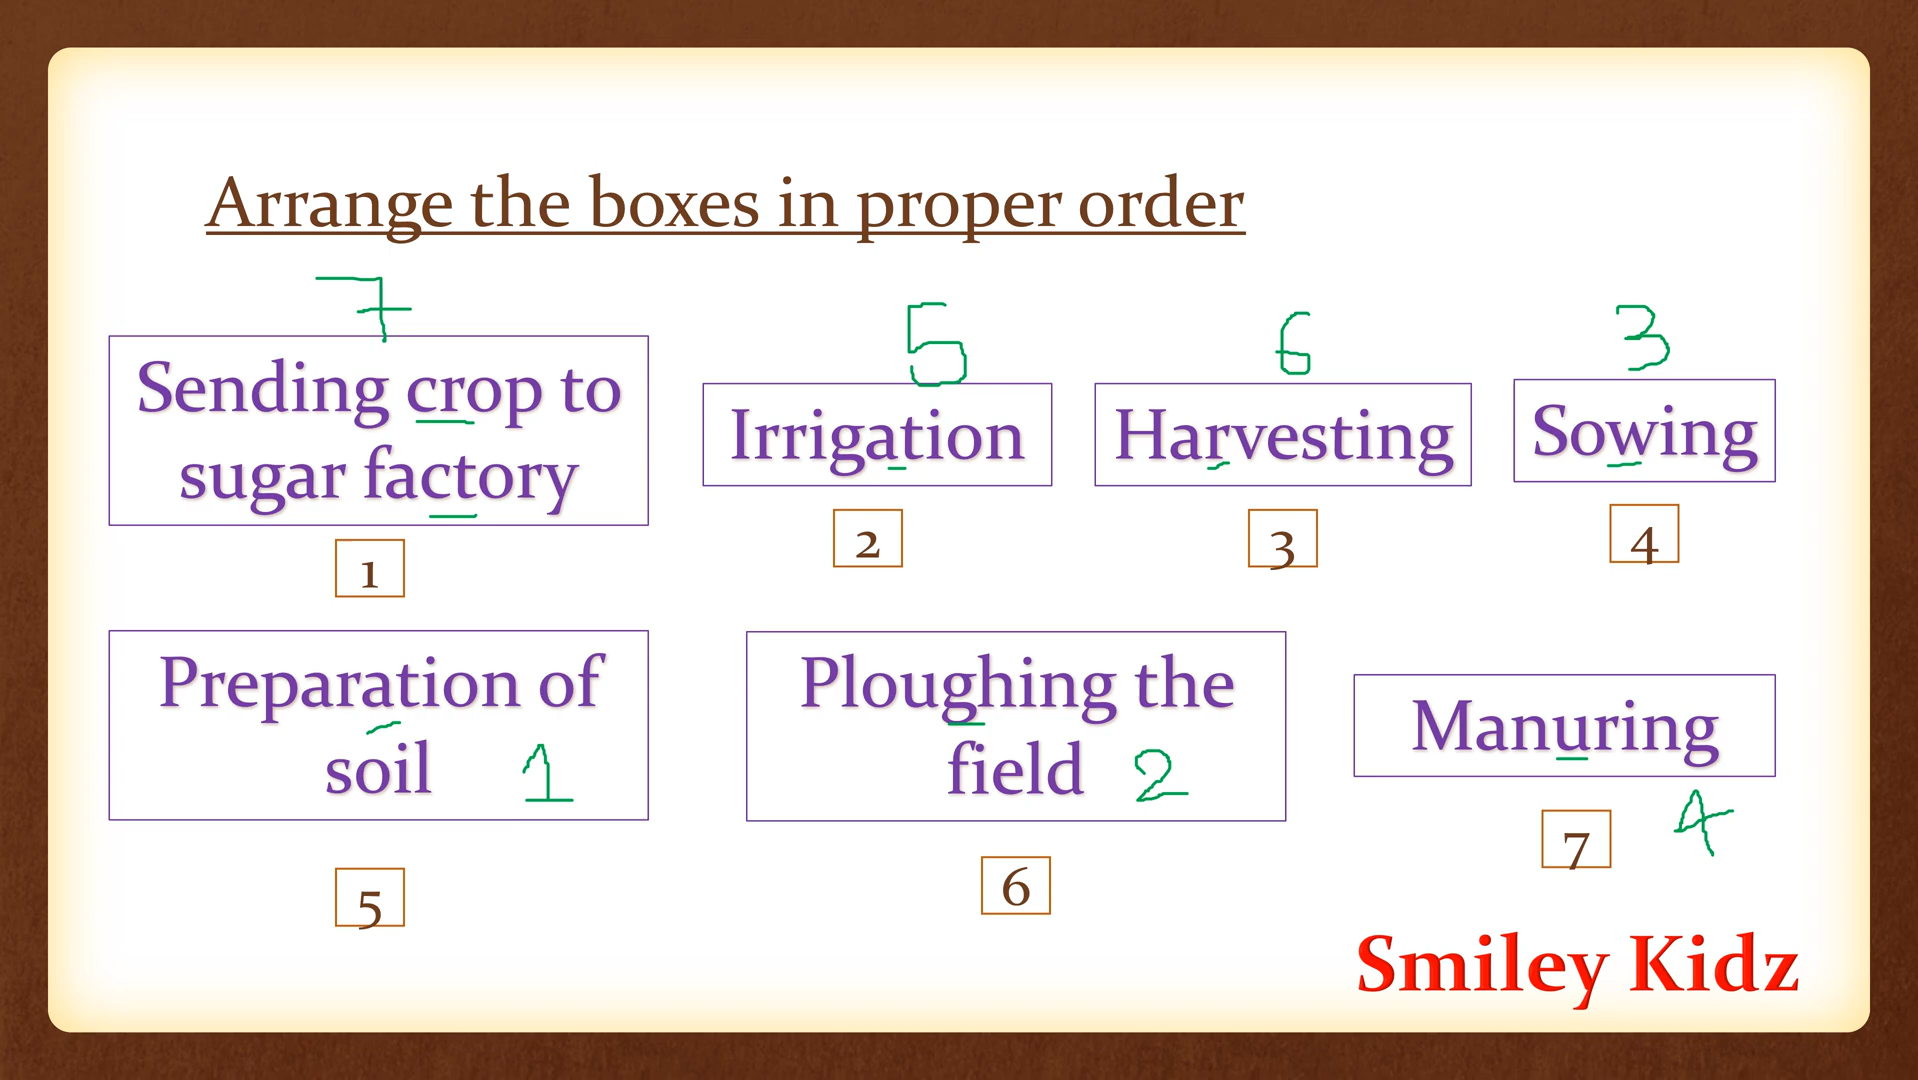 Arrange the boxes in proper order
7
5
6
3
Sending crop to
sugar factory
Irrigation
Harvesting
Sowing
1
2
3
4
Preparation of
soil
1
Ploughing the
field
2
Manuring
4
5
6
7
Smiley Kidz